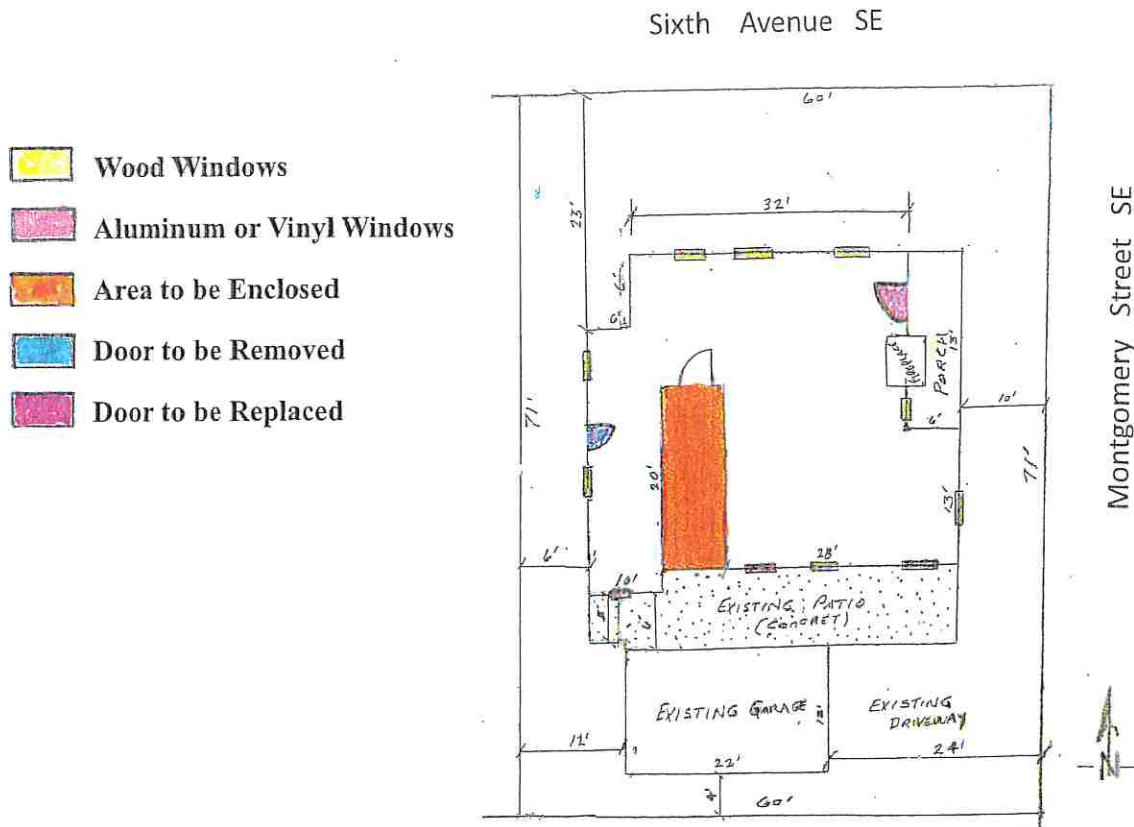 Sixth Avenue SE
Wood Windows
Aluminum or Vinyl Windows
Area to be Enclosed
Door to be Removed
Door to be Replaced
Montgomery Street SE
60'
32'
23'
6'
6'
PORCH
13'
6'
10'
71'
71'
20'
13'
6'
28'
10'
6'
EXISTING PATIO
(CONCRET)
EXISTING GARAGE
EXISTING
DRIVEWAY
22'
24'
60'
N